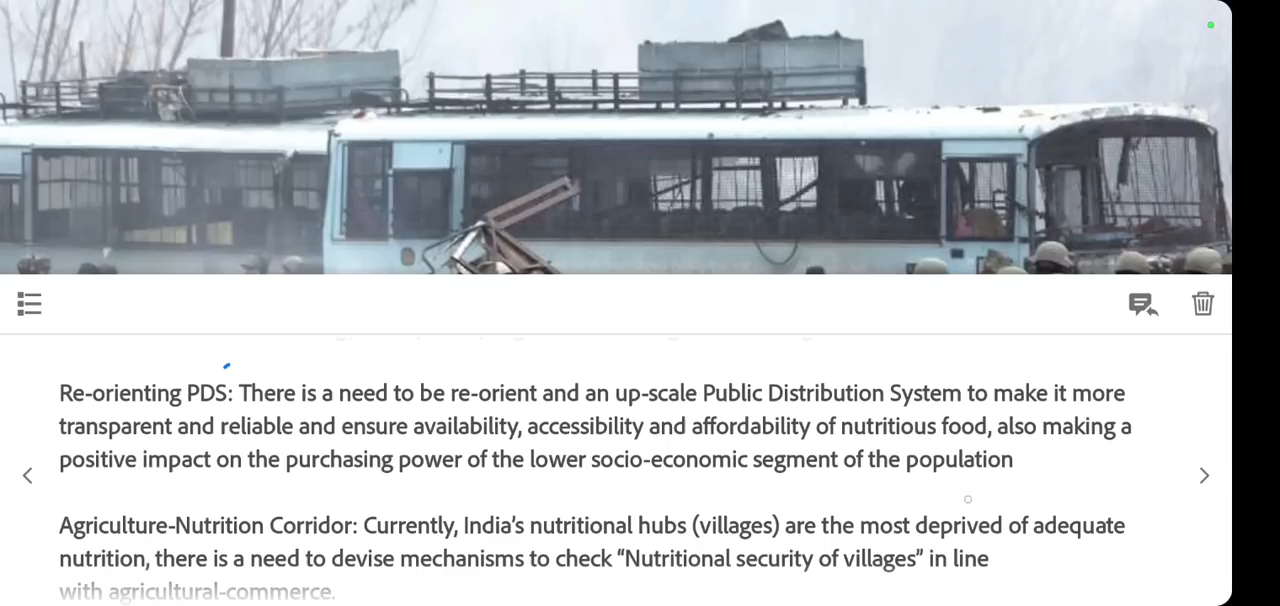 Re-orienting PDS: There is a need to be re-orient and an up-scale Public Distribution System to make it more
transparent and reliable and ensure availability, accessibility and affordability of nutritious food, also making a
positive impact on the purchasing power of the lower socio-economic segment of the population
Agriculture-Nutrition Corridor: Currently, India's nutritional hubs (villages) are the most deprived of adequate
nutrition, there is a need to devise mechanisms to check “Nutritional security of villages” in line
with agricultural-commerce.